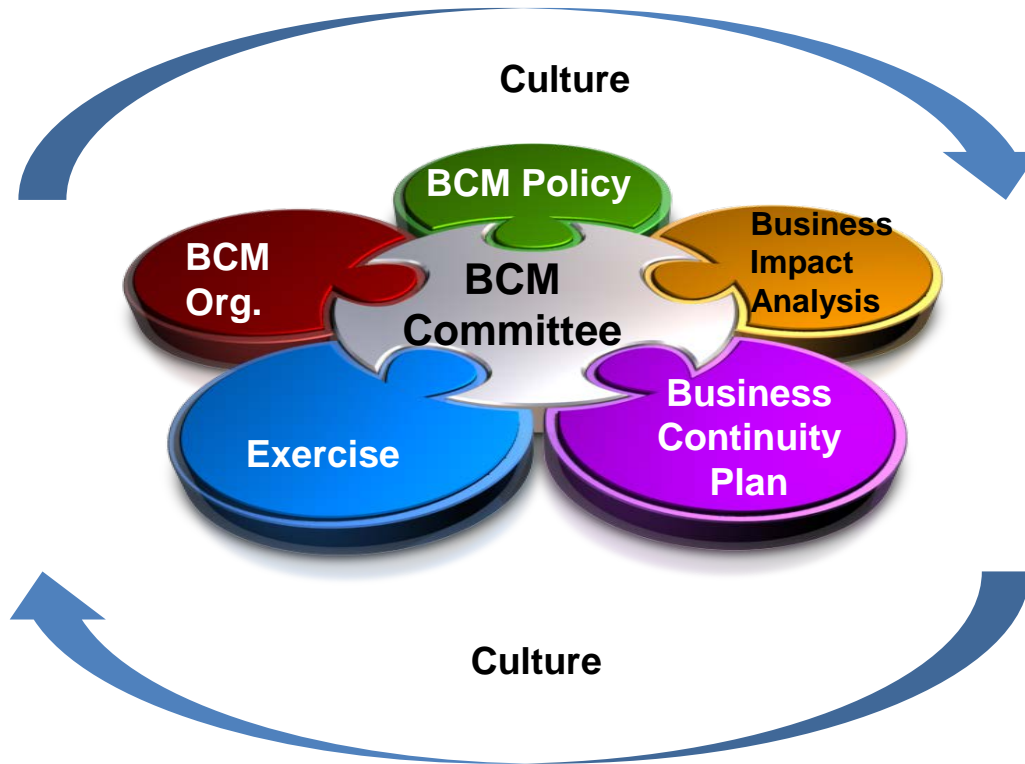 Culture
BCM Policy
BCM
Org.
BCM
Committee
Business
Impact
Analysis
Exercise
Business
Continuity
Plan
Culture